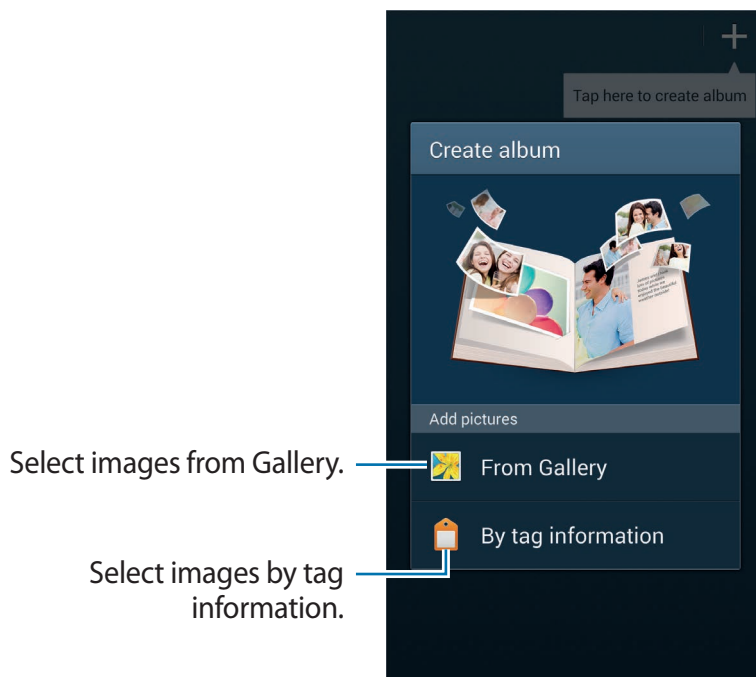 Tap here to create album
Create album
Add pictures
Select images from Gallery.
From Gallery
Select images by tag
information.
By tag information